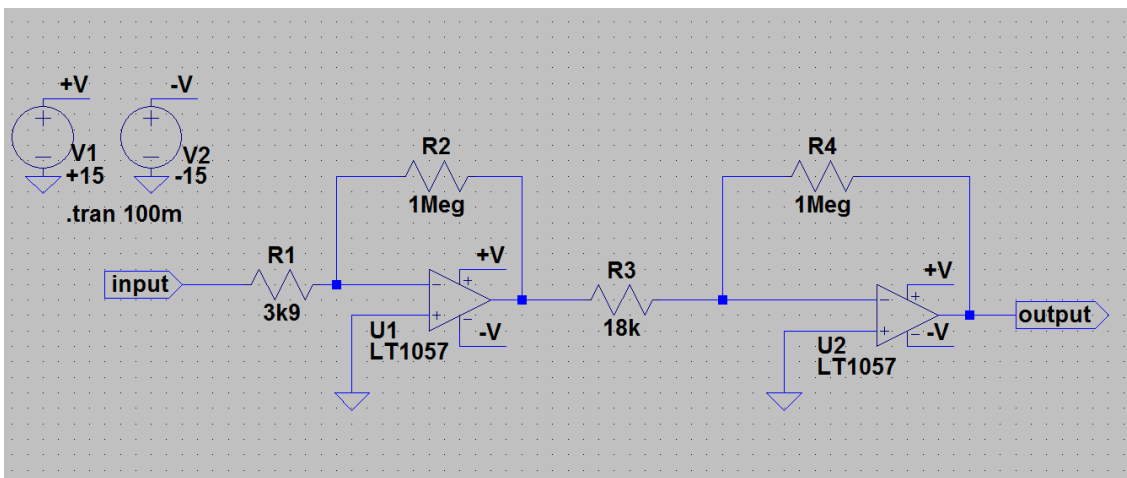 +V
-V
V1
+15
V2
-15
.tran 100m
R2
1Meg
R4
1Meg
input
R1
3k9
+V
U1
LT1057
-V
R3
18k
+V
U2
LT1057
-V
output